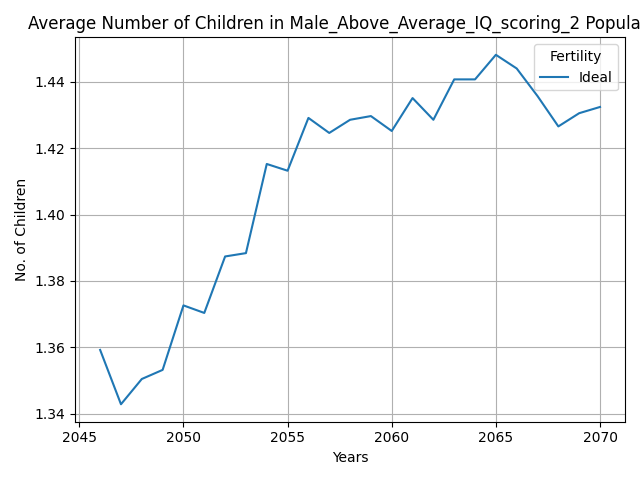 Average Number of Children in Male_Above_Average_IQ_scoring_2 Popula
Fertility
Ideal
1.44
1.42
1.40
1.38
1.36
1.34
No. of Children
2045 2050 2055 2060 2065 2070
Years